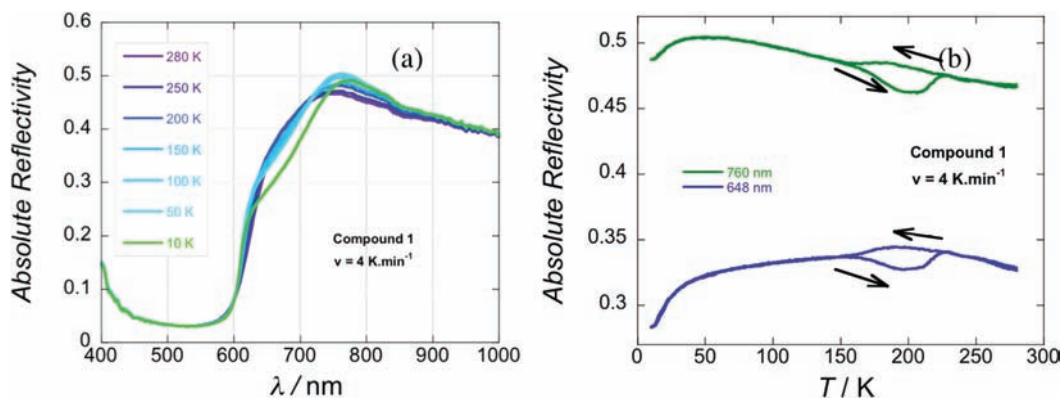 Absolute Reflectivity
0.6
0.5
0.4
0.3
0.2
0.1
0
280 K
250 K
200 K
150 K
100 K
50 K
10 K
(a)
Compound 1
v = 4 K.min⁻¹
400 500 600 700 800 900 1000
λ / nm
Absolute Reflectivity
0.5
0.45
0.4
0.35
0.3
(b)
Compound 1
v = 4 K.min⁻¹
760 nm
648 nm
0 50 100 150 200 250 300
T / K